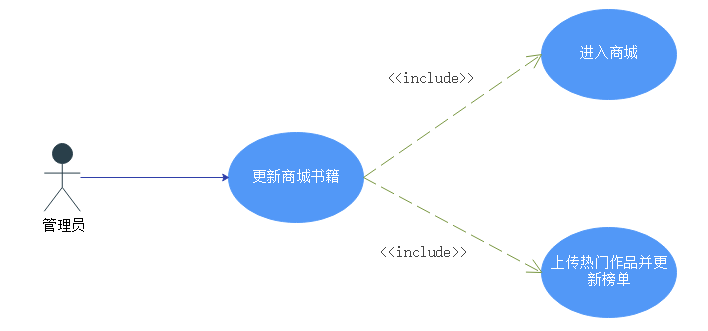 进入商城
<<include>>
更新商城书籍
管理员
<<include>>
上传热门作品并更
新榜单